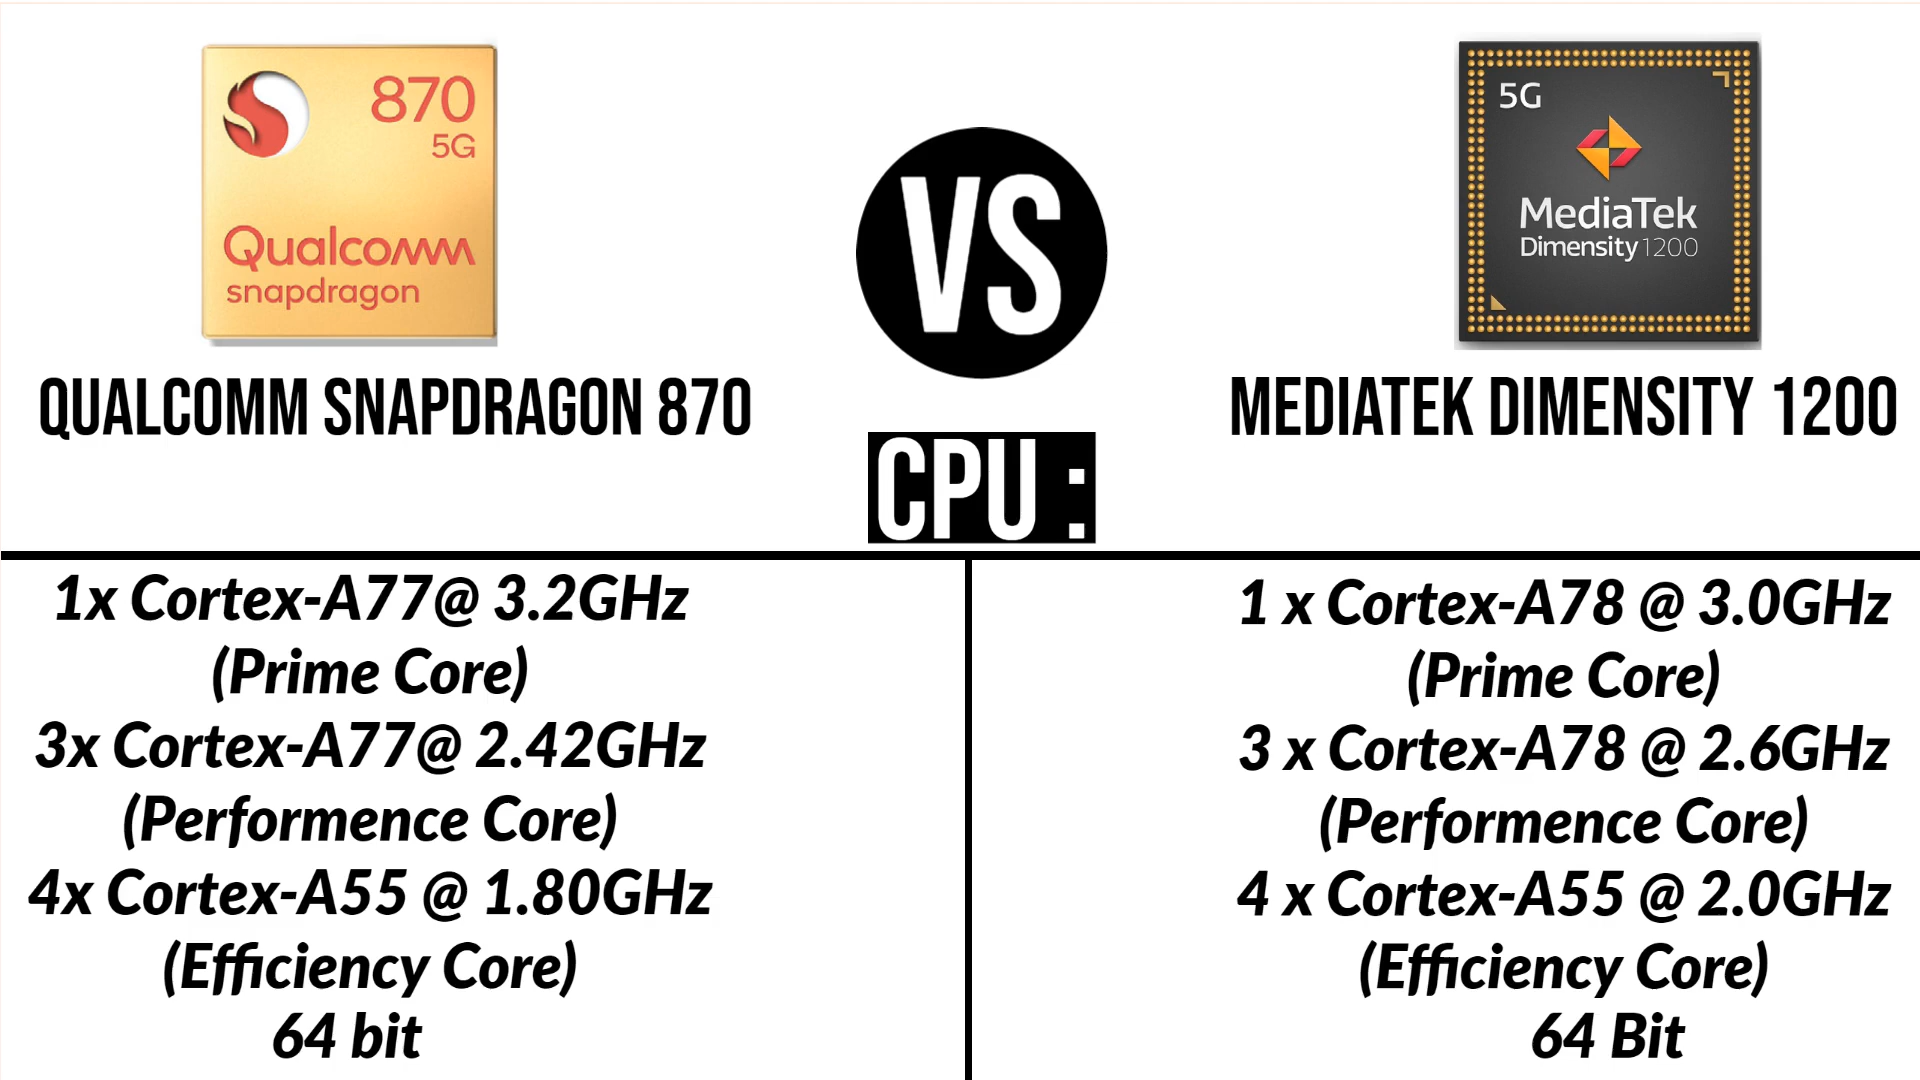 870
5G
Qualcomm
snapdragon
VS
5G
MediaTek
Dimensity 1200
QUALCOMM SNAPDRAGON 870
MEDIATEK DIMENSITY 1200
CPU :
1x Cortex-A77@ 3.2GHz
(Prime Core)
3x Cortex-A77@ 2.42GHz
(Performence Core)
4x Cortex-A55 @ 1.80GHz
(Efficiency Core)
64 bit
1 x Cortex-A78 @ 3.0GHz
(Prime Core)
3 x Cortex-A78 @ 2.6GHz
(Performence Core)
4 x Cortex-A55 @ 2.0GHz
(Efficiency Core)
64 Bit